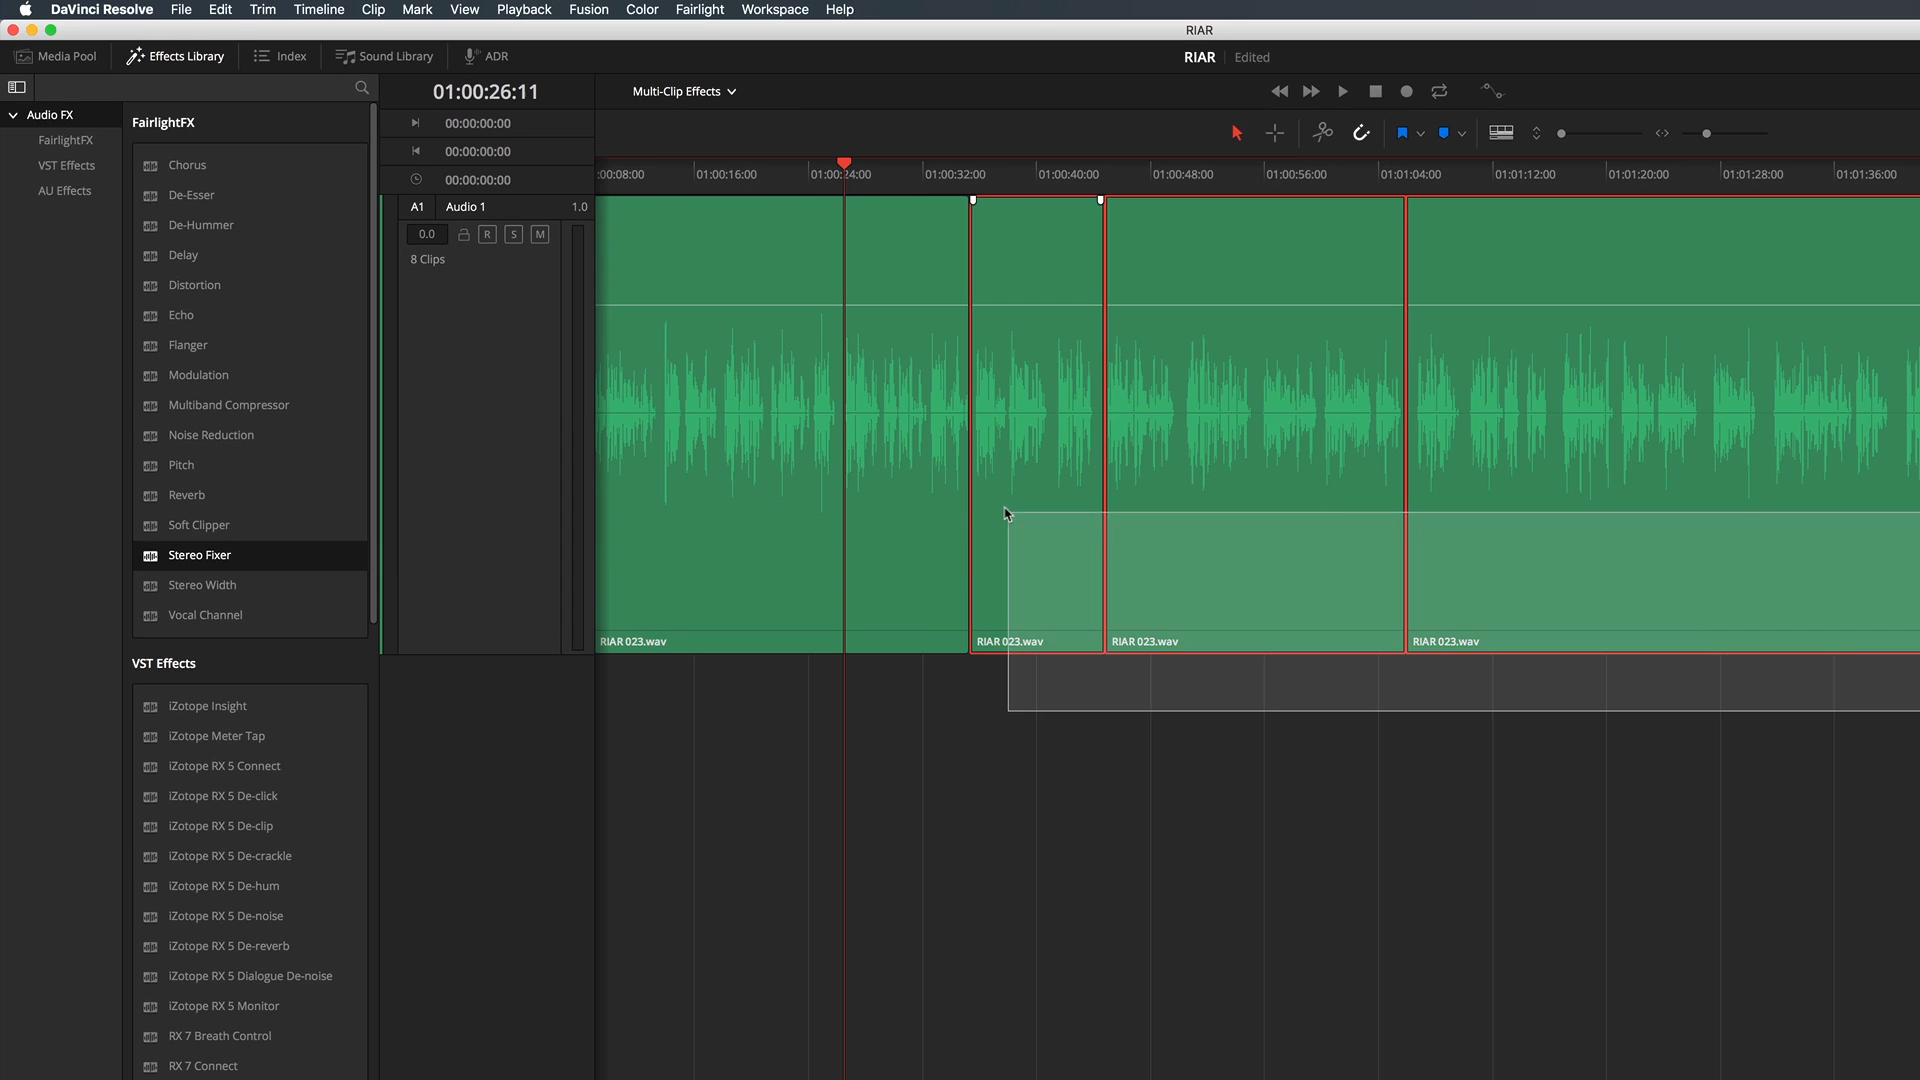 DaVinci Resolve File Edit Trim Timeline Clip Mark View Playback Fusion Color Fairlight Workspace Help
RIAR
Media Pool Effects Library Index Sound Library ADR RIAR Edited
01:00:26:11 Multi-Clip Effects
Audio FX
FairlightFX
VST Effects
AU Effects
FairlightFX
Chorus
De-Esser
De-Hummer
Delay
Distortion
Echo
Flanger
Modulation
Multiband Compressor
Noise Reduction
Pitch
Reverb
Soft Clipper
Stereo Fixer
Stereo Width
Vocal Channel
VST Effects
iZotope Insight
iZotope Meter Tap
iZotope RX 5 Connect
iZotope RX 5 De-click
iZotope RX 5 De-clip
iZotope RX 5 De-crackle
iZotope RX 5 De-hum
iZotope RX 5 De-noise
iZotope RX 5 De-reverb
iZotope RX 5 Dialogue De-noise
iZotope RX 5 Monitor
RX 7 Breath Control
RX 7 Connect
00:00:00:00
00:00:00:00
00:00:00:00
:00:08:00 01:00:16:00 01:00:24:00 01:00:32:00 01:00:40:00 01:00:48:00 01:00:56:00 01:01:04:00 01:01:12:00 01:01:20:00 01:01:28:00 01:01:36:00
A1 Audio 1 1.0
0.0 R S M
8 Clips
RIAR 023.wav RIAR 023.wav RIAR 023.wav RIAR 023.wav